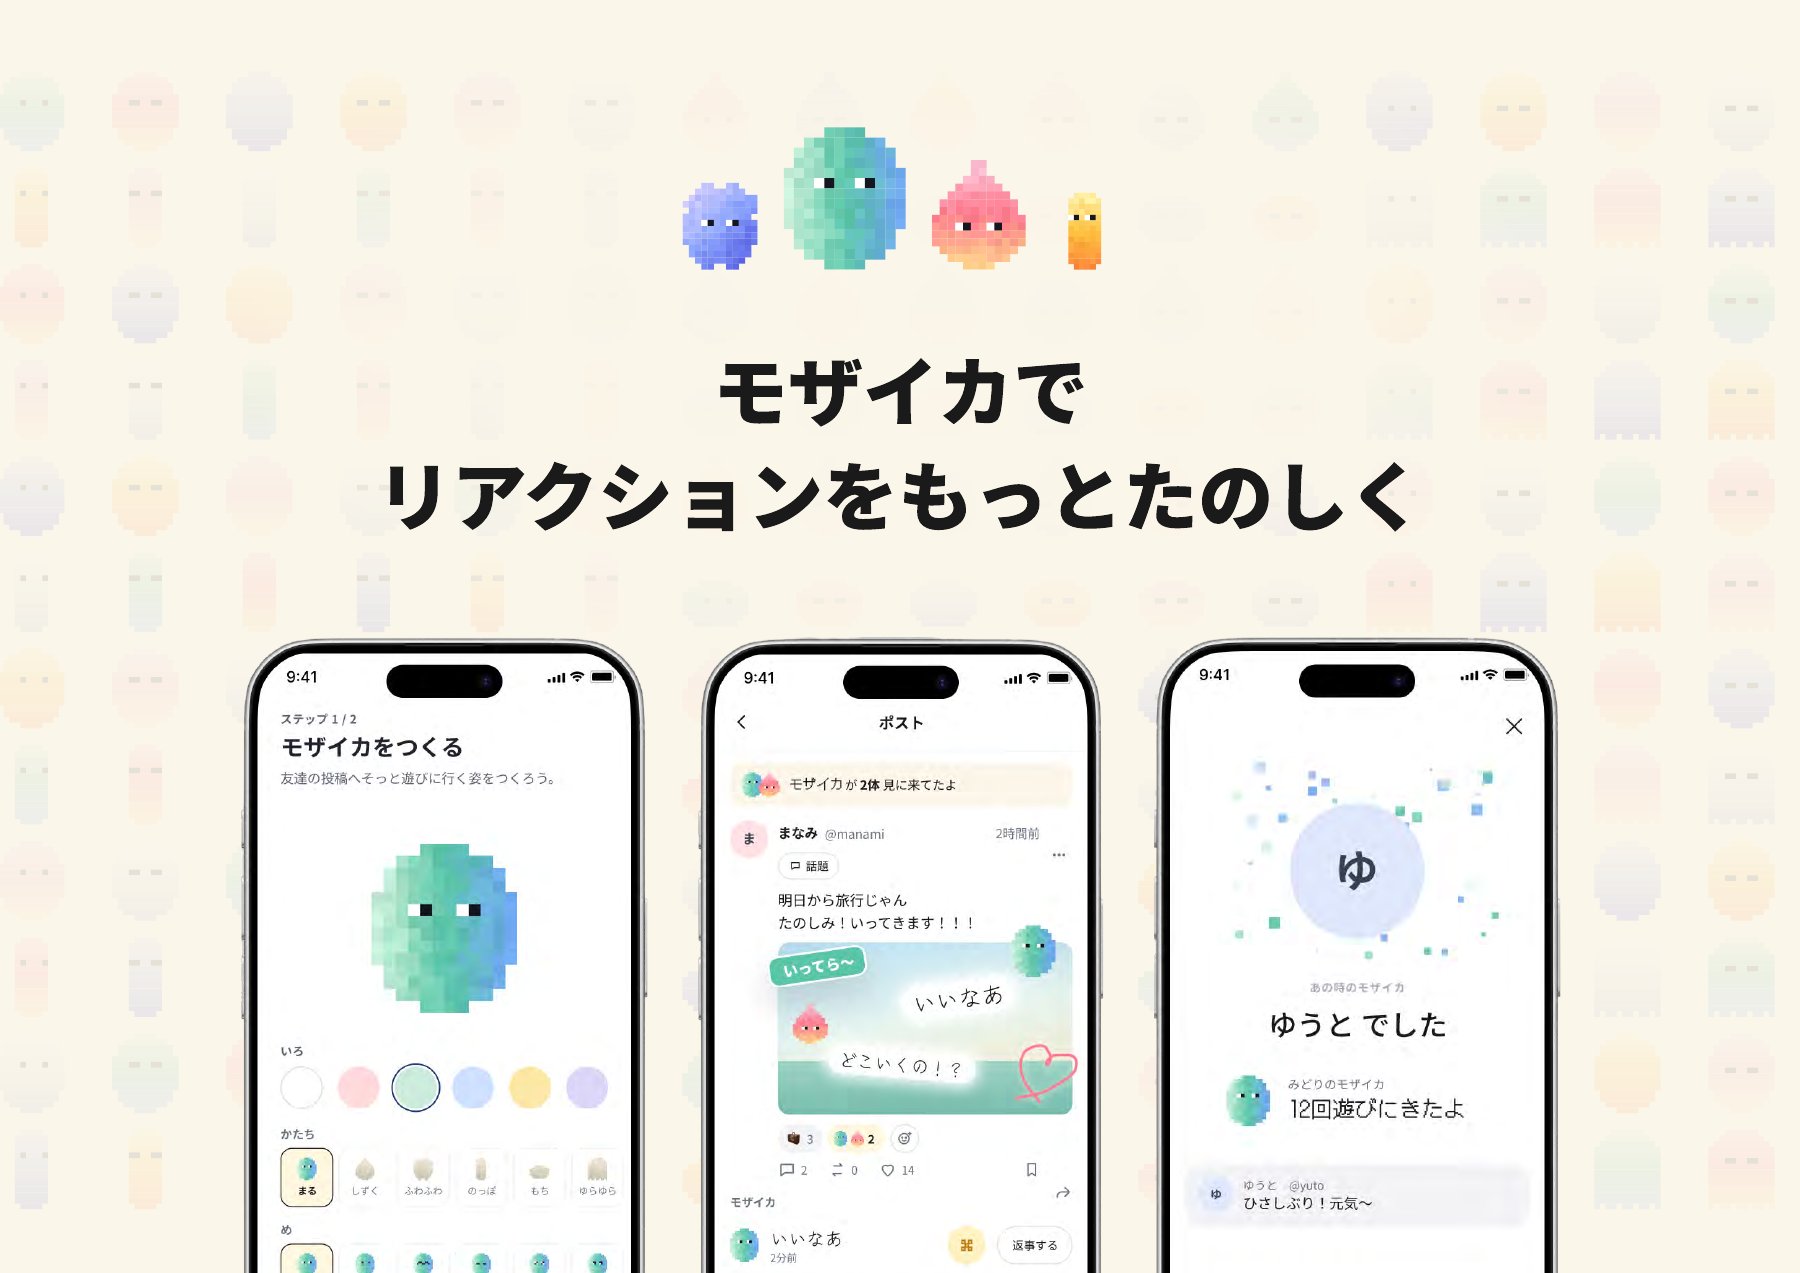 モザイカで
リアクションをもっとたのしく
9:41
ステップ 1 / 2
モザイカをつくる
友達の投稿へそっと遊びに行く姿をつくろう。
いろ
かたち
まる
しずく
ふわふわ
のっぽ
もち
ゆらゆら
め
9:41
ポスト
モザイカが 2体 見に来てたよ
ま
まなみ @manami
2時間前
話題
明日から旅行じゃん
たのしみ！いってきます！！！
いってら〜
いいなあ
どこいくの！？
3
2
2
0
14
モザイカ
いいなあ
2分前
返事する
9:41
ゆ
あの時のモザイカ
ゆうと でした
みどりのモザイカ
12回遊びにきたよ
ゆ
ゆうと @yuto
ひさしぶり！元気〜